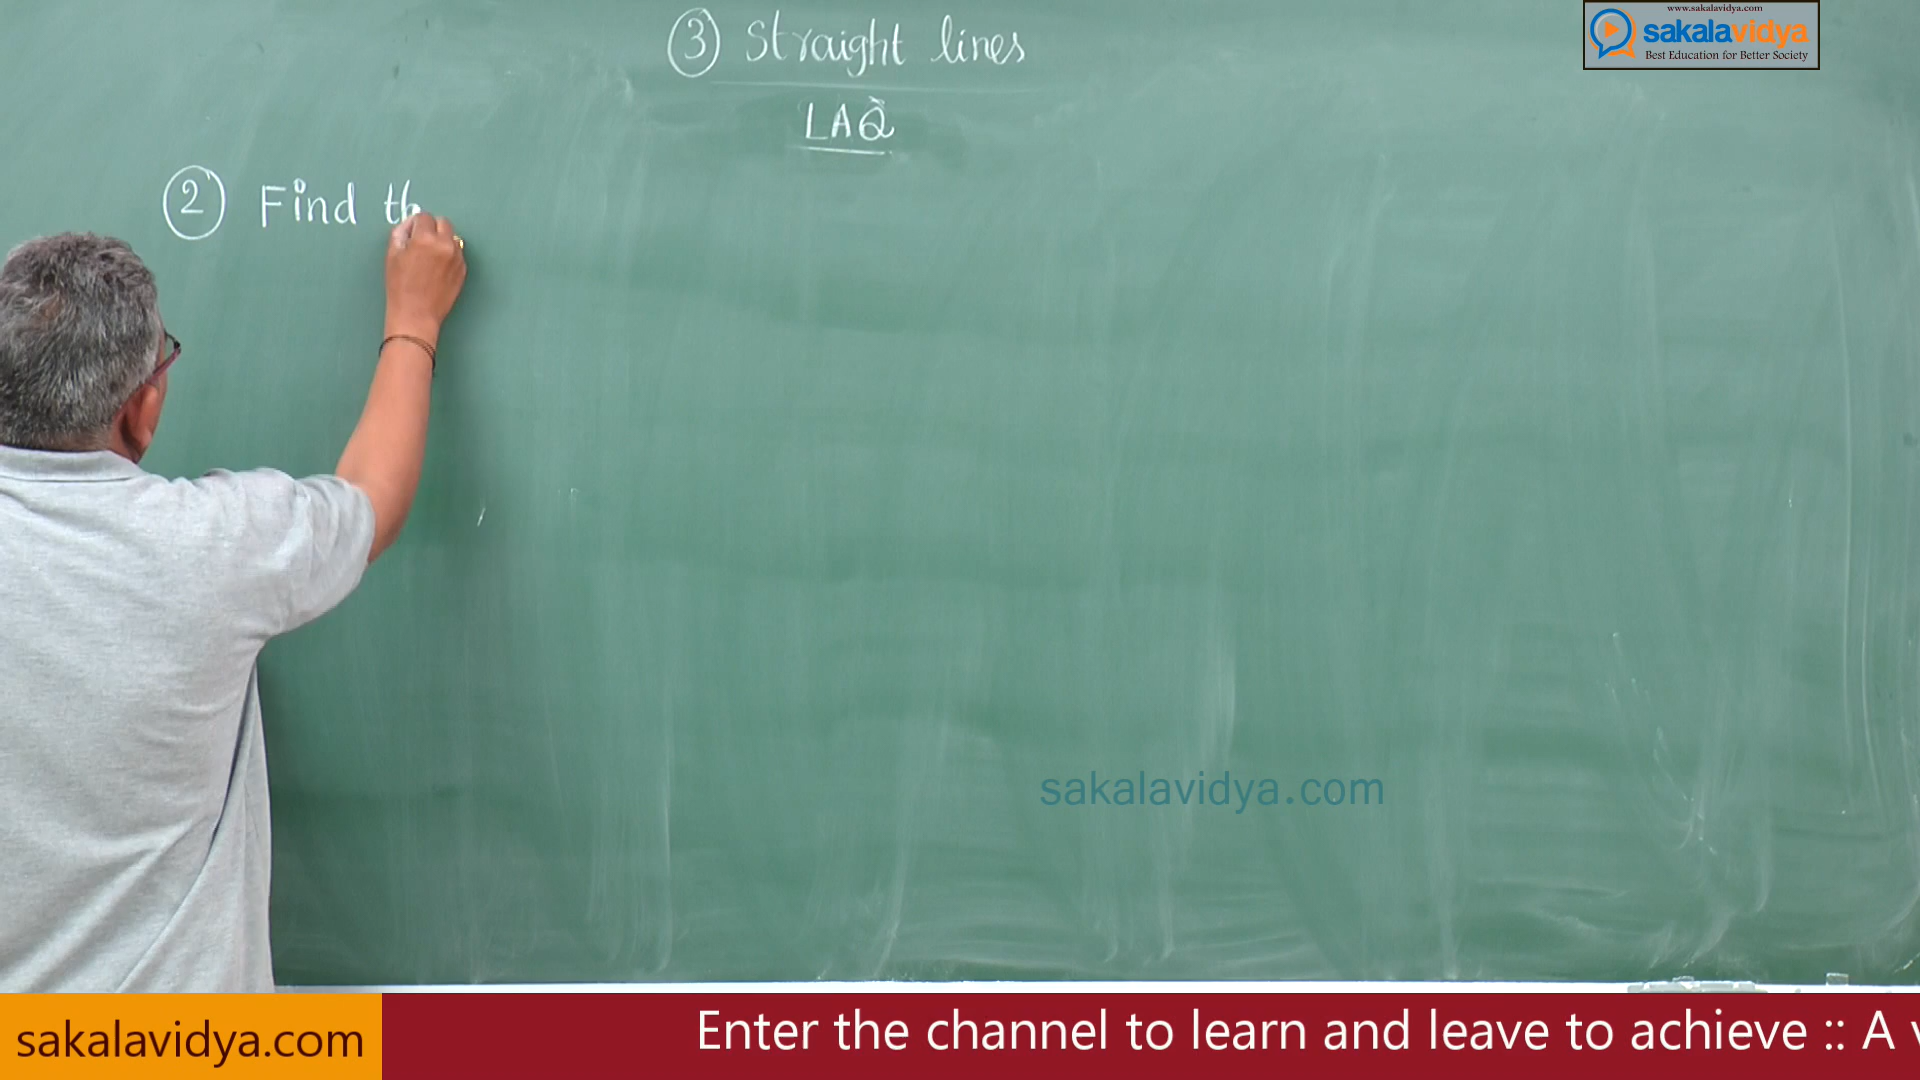 ③ Straight lines
LAQ
② Find th
www.sakalavidya.com
sakalavidya
Best Education for Better Society
sakalavidya.com
sakalavidya.com
Enter the channel to learn and leave to achieve :: A